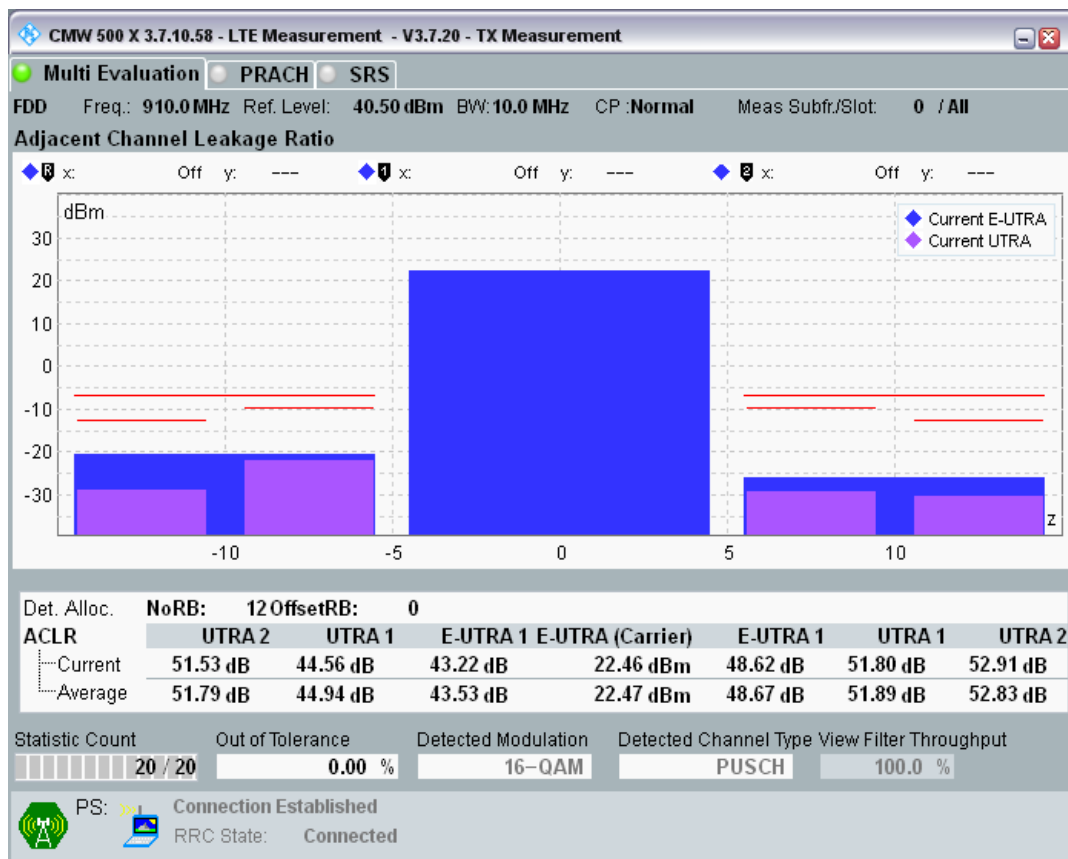 CMW 500 X 3.7.10.58 - LTE Measurement - V3.7.20 - TX Measurement
Multi Evaluation PRACH SRS
FDD Freq.: 910.0 MHz Ref. Level: 40.50 dBm BW: 10.0 MHz CP :Normal Meas Subfr./Slot: 0 / All
Adjacent Channel Leakage Ratio
R x: Off y: --- 1 x: Off y: --- 2 x: Off y: ---
dBm
Current E-UTRA
Current UTRA
30
20
10
0
-10
-20
-30
z
-10 -5 0 5 10
Det. Alloc. NoRB: 12 OffsetRB: 0
ACLR UTRA 2 UTRA 1 E-UTRA 1 E-UTRA (Carrier) E-UTRA 1 UTRA 1 UTRA 2
Current 51.53 dB 44.56 dB 43.22 dB 22.46 dBm 48.62 dB 51.80 dB 52.91 dB
Average 51.79 dB 44.94 dB 43.53 dB 22.47 dBm 48.67 dB 51.89 dB 52.83 dB
Statistic Count Out of Tolerance Detected Modulation Detected Channel Type View Filter Throughput
20 / 20 0.00 % 16-QAM PUSCH 100.0 %
PS: Connection Established
RRC State: Connected